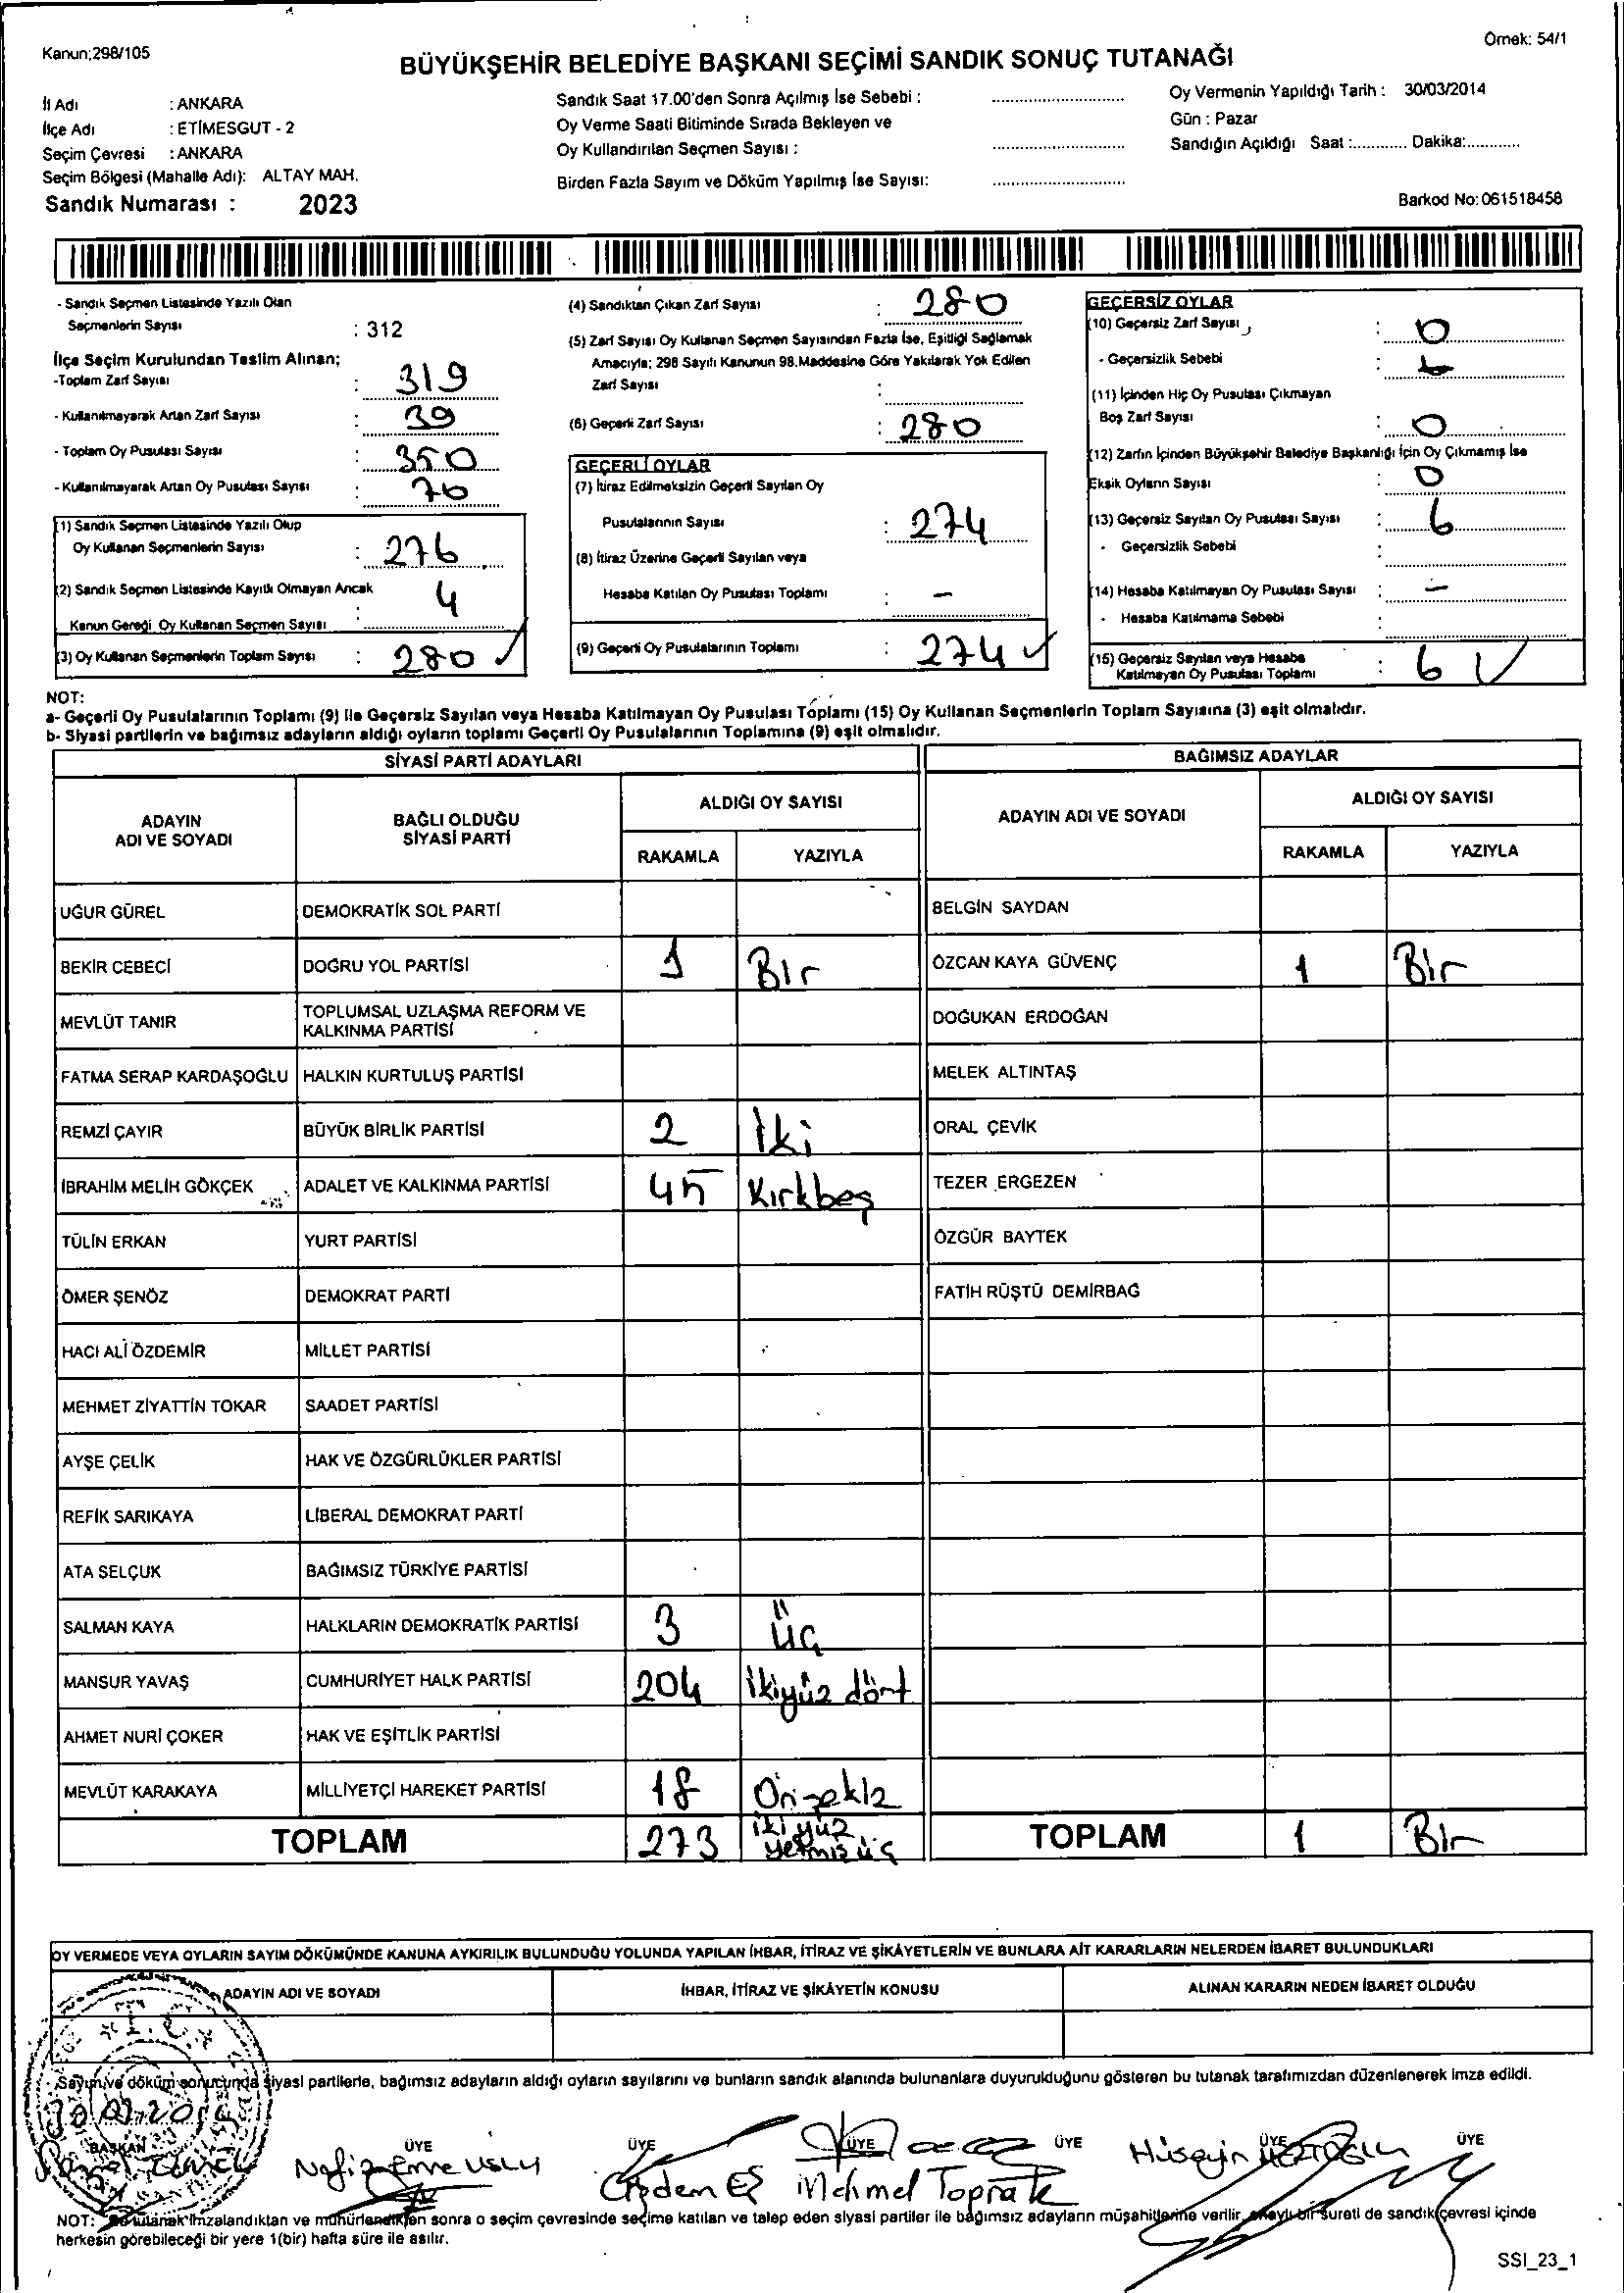 Kanun;298/105
Örnek: 54/1
BÜYÜKŞEHİR BELEDİYE BAŞKANI SEÇİMİ SANDIK SONUÇ TUTANAĞI
İl Adı : ANKARA
İlçe Adı : ETİMESGUT - 2
Seçim Çevresi : ANKARA
Seçim Bölgesi (Mahalle Adı): ALTAY MAH.
Sandık Numarası : 2023
Sandık Saat 17.00'den Sonra Açılmış İse Sebebi :
Oy Verme Saati Bitiminde Sırada Bekleyen ve
Oy Kullandırılan Seçmen Sayısı :
Birden Fazla Sayım ve Döküm Yapılmış İse Sayısı:
Oy Vermenin Yapıldığı Tarih : 30/03/2014
Gün : Pazar
Sandığın Açıldığı Saat :............ Dakika:............
Barkod No: 061518458
- Sandık Seçmen Listesinde Yazılı Olan
Seçmenlerin Sayısı : 312
İlçe Seçim Kurulundan Teslim Alınan;
-Toplam Zarf Sayısı : 319
- Kullanılmayarak Artan Zarf Sayısı : 39
- Toplam Oy Pusulası Sayısı : 350
- Kullanılmayarak Artan Oy Pusulası Sayısı : 70
(1) Sandık Seçmen Listesinde Yazılı Olup
Oy Kullanan Seçmenlerin Sayısı : 276
(2) Sandık Seçmen Listesinde Kayıtlı Olmayan Ancak
Kanun Gereği Oy Kullanan Seçmen Sayısı : 4
(3) Oy Kullanan Seçmenlerin Toplam Sayısı : 280 ✓
(4) Sandıktan Çıkan Zarf Sayısı : 280
(5) Zarf Sayısı Oy Kullanan Seçmen Sayısından Fazla İse, Eşitliği Sağlamak
Amacıyla; 298 Sayılı Kanunun 98.Maddesine Göre Yakılarak Yok Edilen
Zarf Sayısı :
(6) Geçerli Zarf Sayısı : 280
GEÇERLİ OYLAR
(7) İtiraz Edilmeksizin Geçerli Sayılan Oy
Pusulalarının Sayısı : 274
(8) İtiraz Üzerine Geçerli Sayılan veya
Hesaba Katılan Oy Pusulası Toplamı : -
(9) Geçerli Oy Pusulalarının Toplamı : 274 ✓
GEÇERSİZ OYLAR
(10) Geçersiz Zarf Sayısı : 0
- Geçersizlik Sebebi :
(11) İçinden Hiç Oy Pusulası Çıkmayan
Boş Zarf Sayısı : 0
(12) Zarfın İçinden Büyükşehir Belediye Başkanlığı İçin Oy Çıkmamış İse
Eksik Oyların Sayısı : 0
(13) Geçersiz Sayılan Oy Pusulası Sayısı : 6
- Geçersizlik Sebebi :
(14) Hesaba Katılmayan Oy Pusulası Sayısı : -
- Hesaba Katılmama Sebebi :
(15) Geçersiz Sayılan veya Hesaba
Katılmayan Oy Pusulası Toplamı : 6 ✓
NOT:
a- Geçerli Oy Pusulalarının Toplamı (9) ile Geçersiz Sayılan veya Hesaba Katılmayan Oy Pusulası Toplamı (15) Oy Kullanan Seçmenlerin Toplam Sayısına (3) eşit olmalıdır.
b- Siyasi partilerin ve bağımsız adayların aldığı oyların toplamı Geçerli Oy Pusulalarının Toplamına (9) eşit olmalıdır.
SİYASİ PARTİ ADAYLARI
BAĞIMSIZ ADAYLAR
ADAYIN
ADI VE SOYADI
BAĞLI OLDUĞU
SİYASİ PARTİ
ALDIĞI OY SAYISI
RAKAMLA YAZIYLA
ADAYIN ADI VE SOYADI
ALDIĞI OY SAYISI
RAKAMLA YAZIYLA
UĞUR GÜREL DEMOKRATİK SOL PARTİ BELGİN SAYDAN
BEKİR CEBECİ DOĞRU YOL PARTİSİ 1 Bir ÖZCAN KAYA GÜVENÇ 1 Bir
MEVLÜT TANIR TOPLUMSAL UZLAŞMA REFORM VE
KALKINMA PARTİSİ DOĞUKAN ERDOĞAN
FATMA SERAP KARDAŞOĞLU HALKIN KURTULUŞ PARTİSİ MELEK ALTINTAŞ
REMZİ ÇAYIR BÜYÜK BİRLİK PARTİSİ 2 İki ORAL ÇEVİK
İBRAHİM MELİH GÖKÇEK ADALET VE KALKINMA PARTİSİ 45 Kırkbeş TEZER ERGEZEN
TÜLİN ERKAN YURT PARTİSİ ÖZGÜR BAYTEK
ÖMER ŞENÖZ DEMOKRAT PARTİ FATİH RÜŞTÜ DEMİRBAĞ
HACI ALİ ÖZDEMİR MİLLET PARTİSİ
MEHMET ZİYATTİN TOKAR SAADET PARTİSİ
AYŞE ÇELİK HAK VE ÖZGÜRLÜKLER PARTİSİ
REFİK SARIKAYA LİBERAL DEMOKRAT PARTİ
ATA SELÇUK BAĞIMSIZ TÜRKİYE PARTİSİ
SALMAN KAYA HALKLARIN DEMOKRATİK PARTİSİ 3 üç
MANSUR YAVAŞ CUMHURİYET HALK PARTİSİ 204 İkiyüz dört
AHMET NURİ ÇOKER HAK VE EŞİTLİK PARTİSİ
MEVLÜT KARAKAYA MİLLİYETÇİ HAREKET PARTİSİ 18 Onsekiz
TOPLAM 273 iki yüz
yetmiş üç TOPLAM 1 Bir
OY VERMEDE VEYA OYLARIN SAYIM DÖKÜMÜNDE KANUNA AYKIRILIK BULUNDUĞU YOLUNDA YAPILAN İHBAR, İTİRAZ VE ŞİKÂYETLERİN VE BUNLARA AİT KARARLARIN NELERDEN İBARET BULUNDUKLARI
ADAYIN ADI VE SOYADI İHBAR, İTİRAZ VE ŞİKÂYETİN KONUSU ALINAN KARARIN NEDEN İBARET OLDUĞU
T.C.
Sayım ve döküm sonucunda siyasi partilerle, bağımsız adayların aldığı oyların sayılarını ve bunların sandık alanında bulunanlara duyurulduğunu gösteren bu tutanak tarafımızdan düzenlenerek imza edildi.
BAŞKAN ÜYE ÜYE ÜYE ÜYE ÜYE ÜYE
Nafiz Emre USLU Çiğdem EŞ Mehmet Toprak Hüseyin
NOT: Bu tutanak imzalandıktan ve mühürlendikten sonra o seçim çevresinde seçime katılan ve talep eden siyasi partiler ile bağımsız adayların müşahitlerine verilir, onaylı bir sureti de sandık çevresi içinde
herkesin görebileceği bir yere 1(bir) hafta süre ile asılır.
SSI_23_1